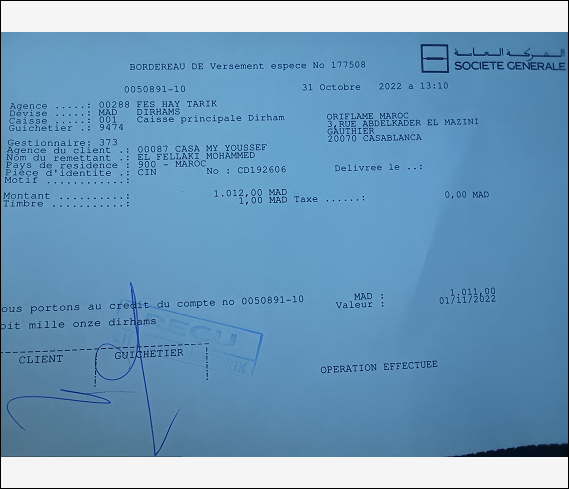 الشركة العامة
SOCIETE GENERALE
BORDEREAU DE Versement espece No 177508
0050891-10 31 Octobre 2022 a 13:10
Agence .....: 00288 FES HAY TARIK
Devise .....: MAD DIRHAMS
Caisse .....: 001 Caisse principale Dirham
Guichetier .: 9474
ORIFLAME MAROC
3,RUE ABDELKADER EL MAZINI
GAUTHIER
20070 CASABLANCA
Gestionnaire: 373
Agence du client .: 00087 CASA MY YOUSSEF
Nom du remettant .: EL FELLAKI MOHAMMED
Pays de residence : 900 - MAROC
Pièce d'identite .: CIN No : CD192606 Delivree le ..:
Motif ............:
Montant ..........: 1.012,00 MAD
Timbre ...........: 1,00 MAD Taxe ......: 0,00 MAD
ous portons au credit du compte no 0050891-10 MAD : 1.011,00
Valeur : 01/11/2022
oit mille onze dirhams
RECU
CLIENT GUICHETIER
OPERATION EFFECTUEE